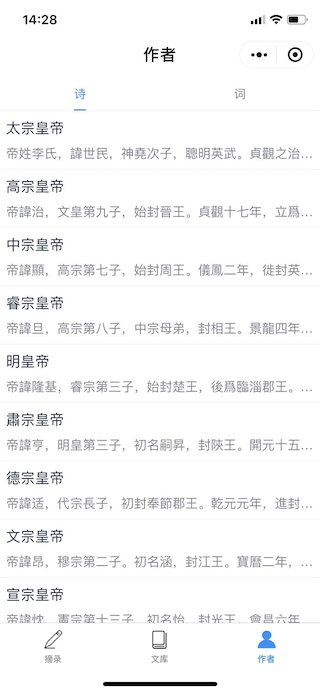 14:28
作者
诗
词
太宗皇帝
帝姓李氏，諱世民，神堯次子，聰明英武。貞觀之治…
高宗皇帝
帝諱治，文皇第九子，始封晉王。貞觀十七年，立爲…
中宗皇帝
帝諱顯，高宗第七子，始封周王。儀鳳二年，徙封英…
睿宗皇帝
帝諱旦，高宗第八子，中宗母弟，封相王。景龍四年…
明皇帝
帝諱隆基，睿宗第三子，始封楚王，後爲臨淄郡王。…
肅宗皇帝
帝諱亨，明皇第三子，初名嗣昇，封陝王。開元十五…
德宗皇帝
帝諱适，代宗長子，初封奉節郡王。乾元元年，進封…
文宗皇帝
帝諱昂，穆宗第二子。初名涵，封江王。寶曆二年，…
宣宗皇帝
帝諱忱，憲宗第十三子，初名怡，封光王。會昌六年
摘录
文库
作者